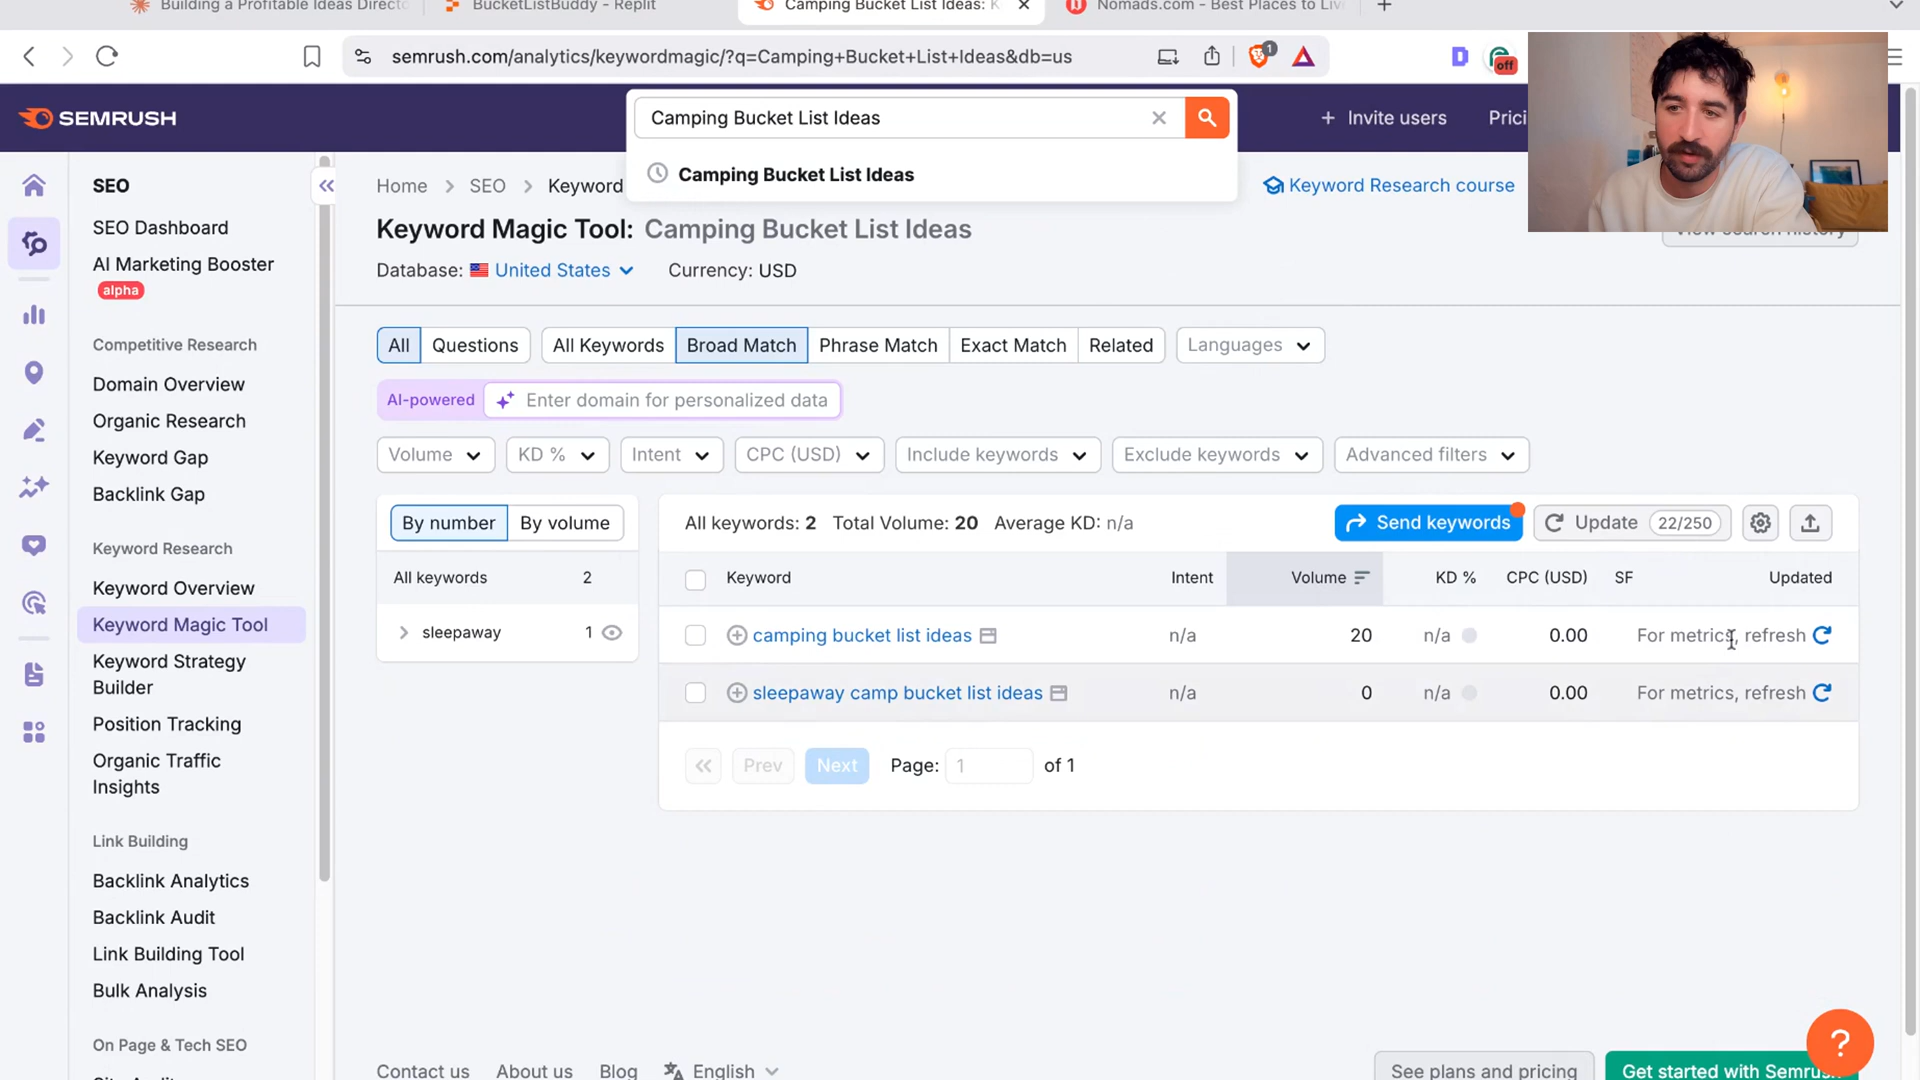 Building a Profitable Ideas Directo
BucketListBuddy - Replit
Camping Bucket List Ideas: K
Nomads.com - Best Places to Liv
semrush.com/analytics/keywordmagic/?q=Camping+Bucket+List+Ideas&db=us
1
D
off
SEMRUSH
Camping Bucket List Ideas
Camping Bucket List Ideas
+ Invite users
Prici
SEO
SEO Dashboard
AI Marketing Booster
alpha
Competitive Research
Domain Overview
Organic Research
Keyword Gap
Backlink Gap
Keyword Research
Keyword Overview
Keyword Magic Tool
Keyword Strategy
Builder
Position Tracking
Organic Traffic
Insights
Link Building
Backlink Analytics
Backlink Audit
Link Building Tool
Bulk Analysis
On Page & Tech SEO
Home > SEO > Keyword
Keyword Research course
Keyword Magic Tool: Camping Bucket List Ideas
View search history
Database: United States
Currency: USD
All
Questions
All Keywords
Broad Match
Phrase Match
Exact Match
Related
Languages
AI-powered
Enter domain for personalized data
Volume
KD %
Intent
CPC (USD)
Include keywords
Exclude keywords
Advanced filters
By number
By volume
All keywords 2
sleepaway 1
All keywords: 2 Total Volume: 20 Average KD: n/a
Send keywords
Update 22/250
Keyword Intent Volume KD % CPC (USD) SF Updated
camping bucket list ideas n/a 20 n/a 0.00 For metrics, refresh
sleepaway camp bucket list ideas n/a 0 n/a 0.00 For metrics, refresh
Prev
Next
Page: 1 of 1
Contact us
About us
Blog
English
See plans and pricing
Get started with Semrush
?